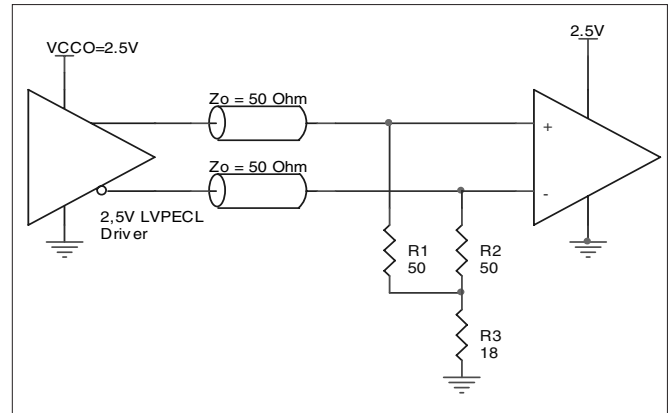 VCCO=2.5V
2.5V
Zo = 50 Ohm
+
Zo = 50 Ohm
-
2,5V LVPECL
Driver
R1
50
R2
50
R3
18